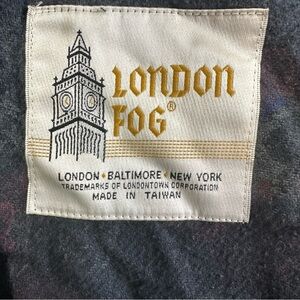 LONDON
FOG®
LONDON • BALTIMORE • NEW YORK
TRADEMARKS OF LONDONTOWN CORPORATION
MADE IN TAIWAN